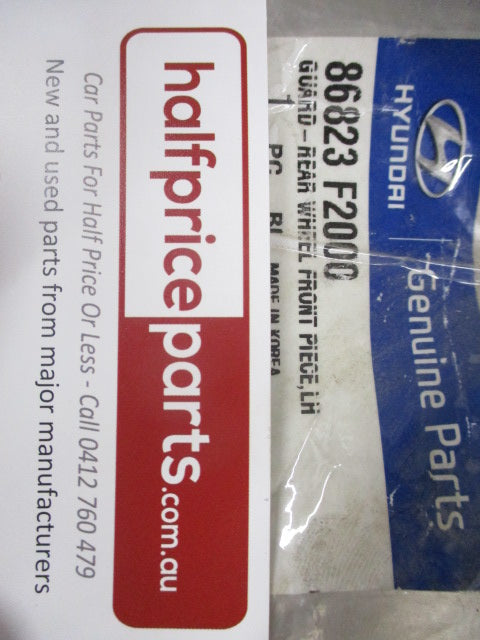 HYUNDAI | Genuine Parts
86823 F2000
GUARD-REAR WHEEL FRONT PIECE,LH
1 PC MADE IN KOREA
halfpriceparts.com.au
Car Parts For Half Price Or Less - Call 0412 760 479
New and used parts from major manufacturers